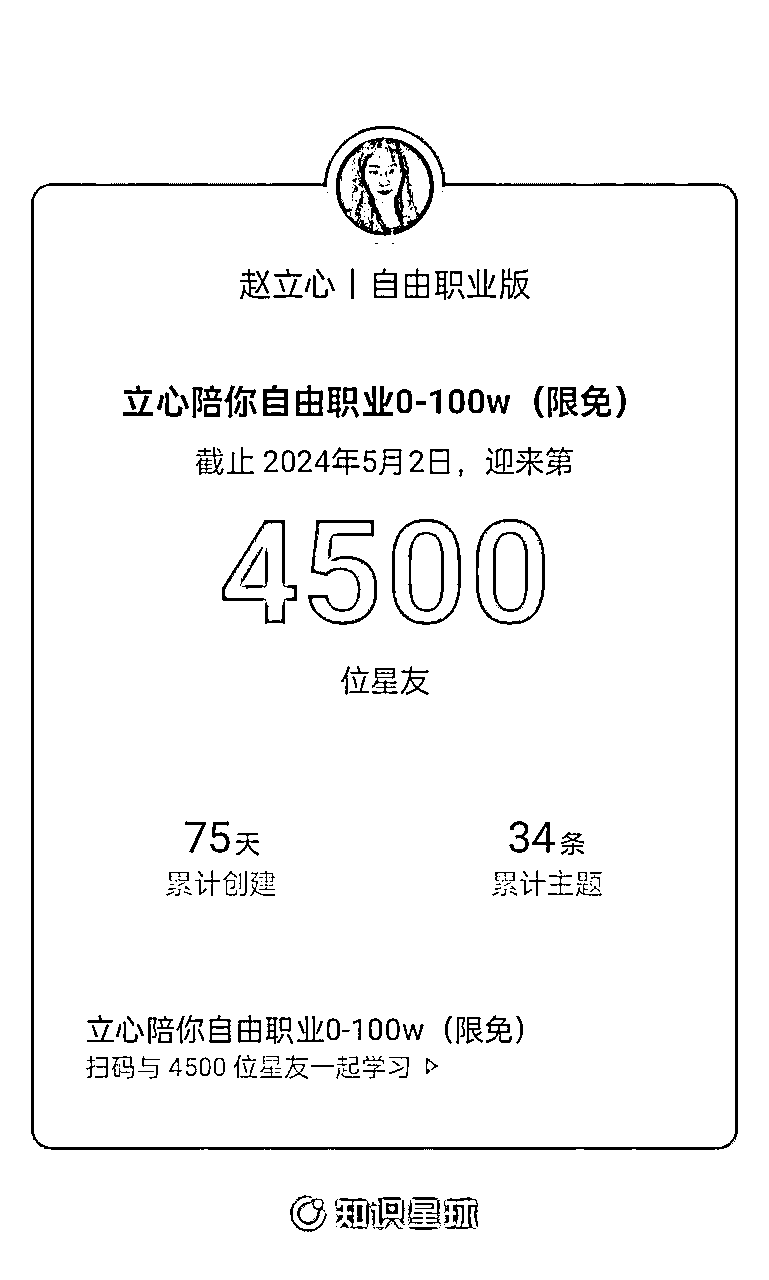 赵立心 | 自由职业版
立心陪你自由职业0-100w（限免）
截止 2024年5月2日，迎来第
4500
位星友
75天
34条
累计创建
累计主题
立心陪你自由职业0-100w（限免）
扫码与 4500 位星友一起学习 ▷
知识星球